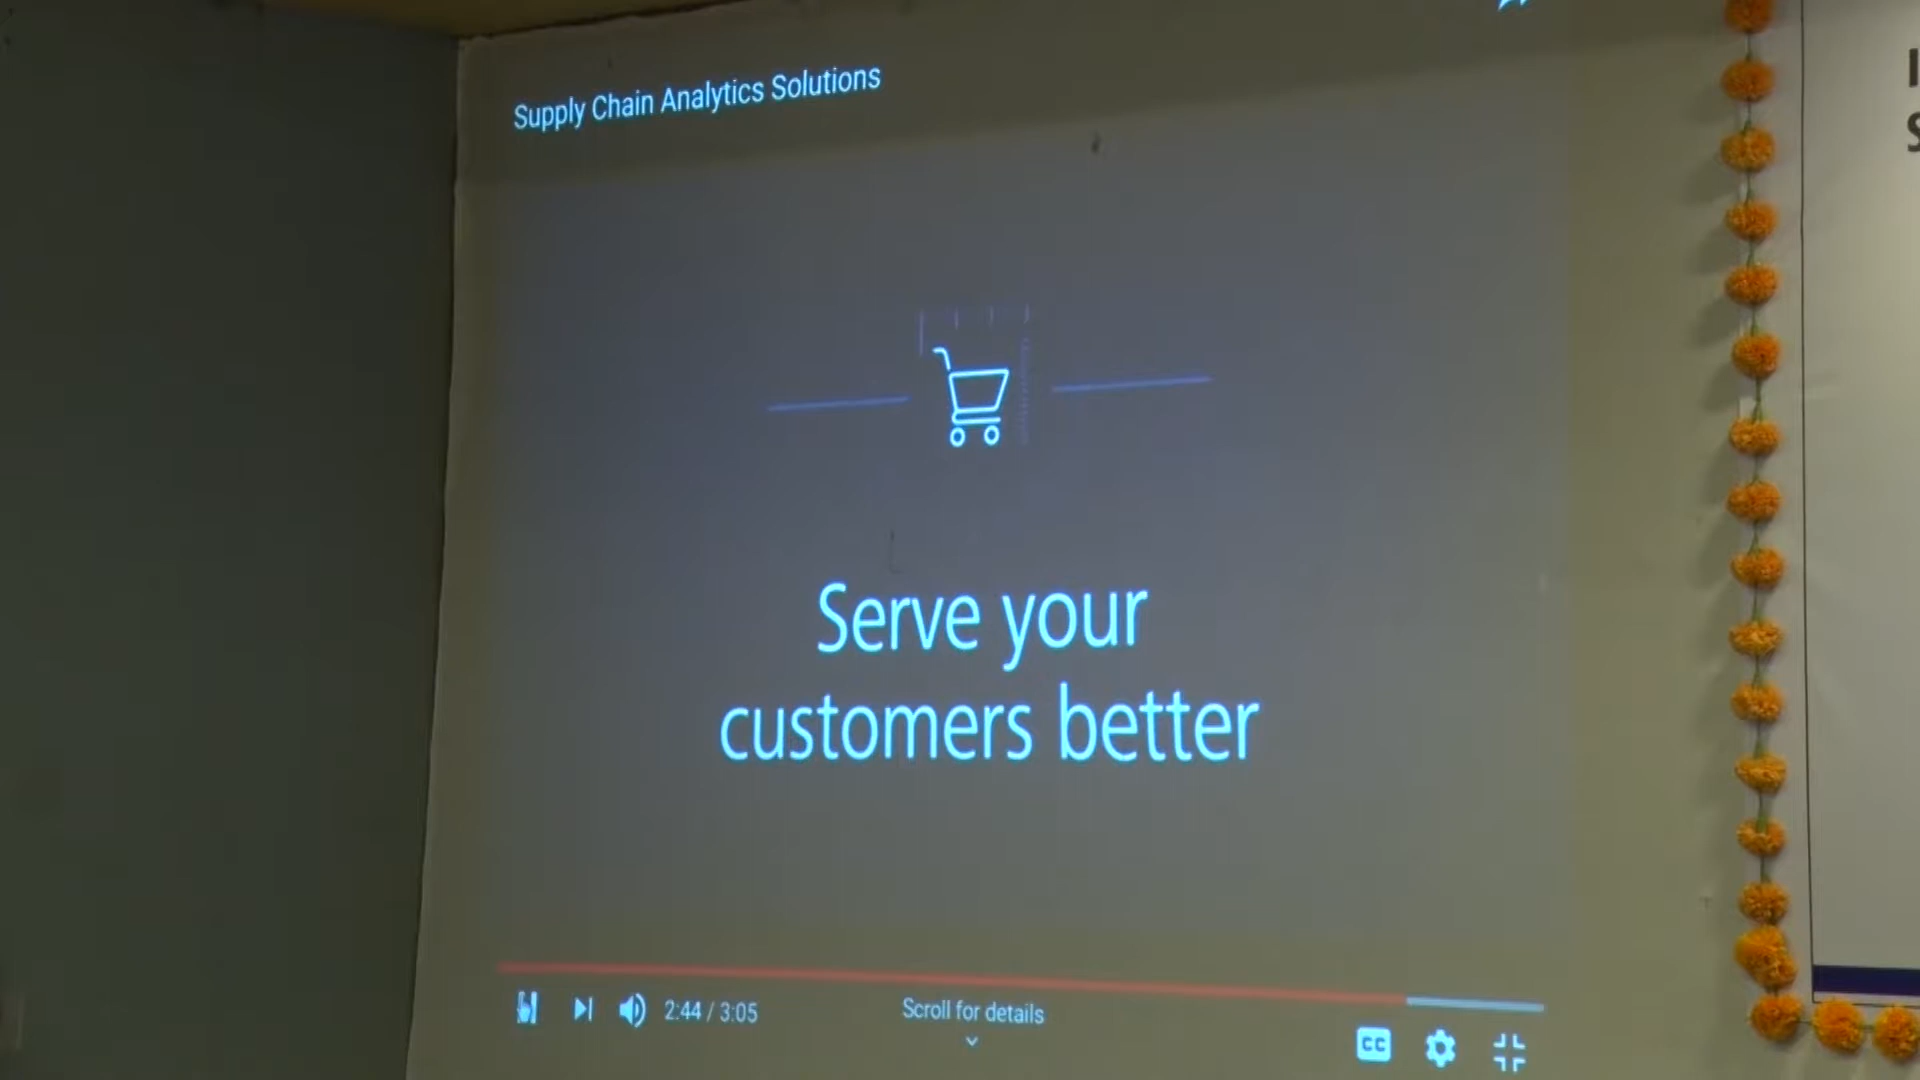 Supply Chain Analytics Solutions
Serve your
customers better
2:44 / 3:05
Scroll for details
CC